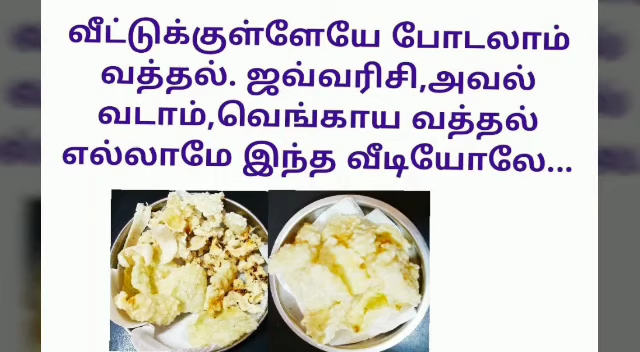 வீட்டுக்குள்ளேயே போடலாம்
வத்தல். ஜவ்வரிசி,அவல்
வடாம்,வெங்காய வத்தல்
எல்லாமே இந்த வீடியோலே...